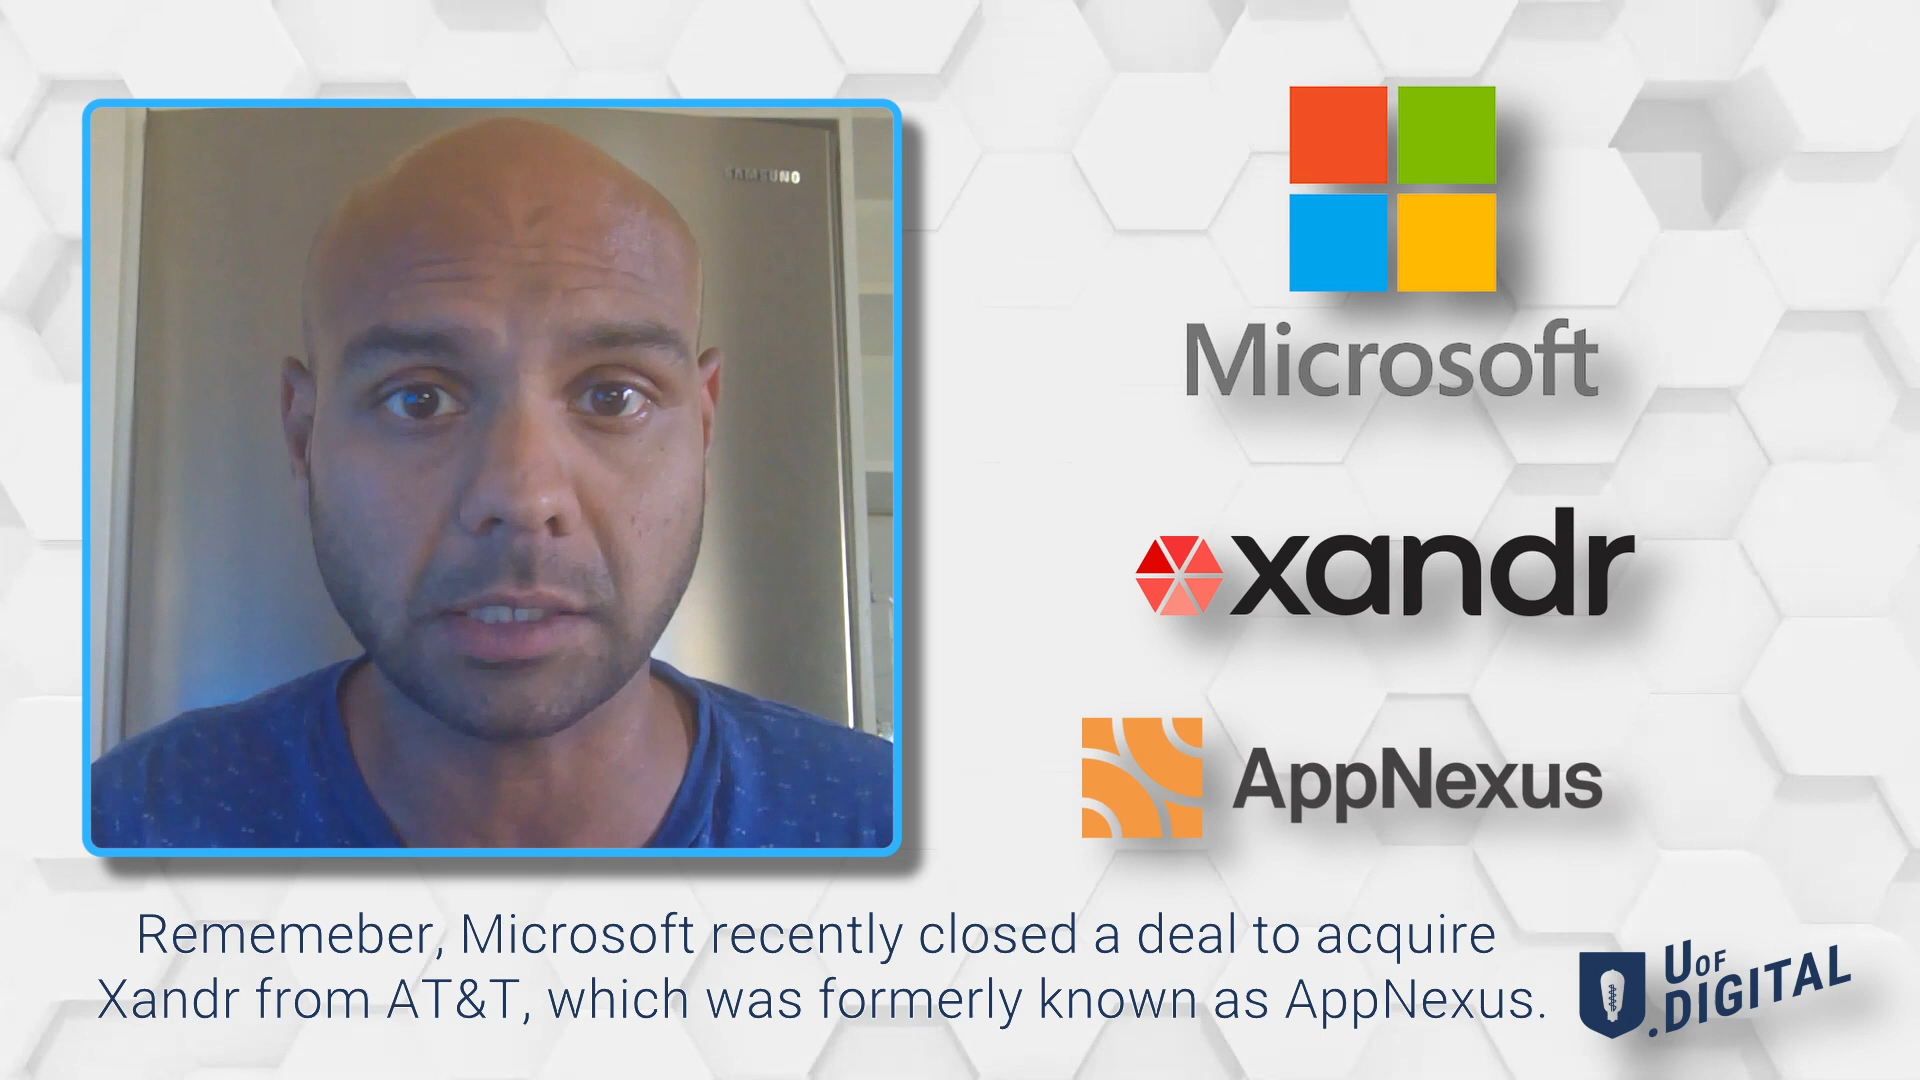 SAMSUNG
Microsoft
xandr
AppNexus
Rememeber, Microsoft recently closed a deal to acquire
Xandr from AT&T, which was formerly known as AppNexus.
U OF
.DIGITAL